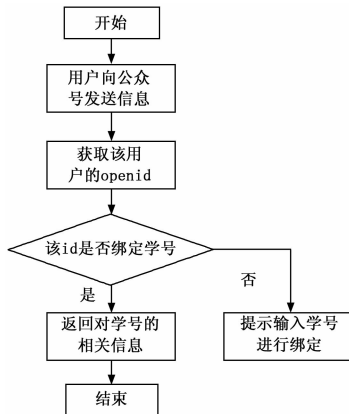 开始
用户向公众
号发送信息
获取该用
户的openid
该id是否绑定学号
否
是
返回对学号的
相关信息
提示输入学号
进行绑定
结束